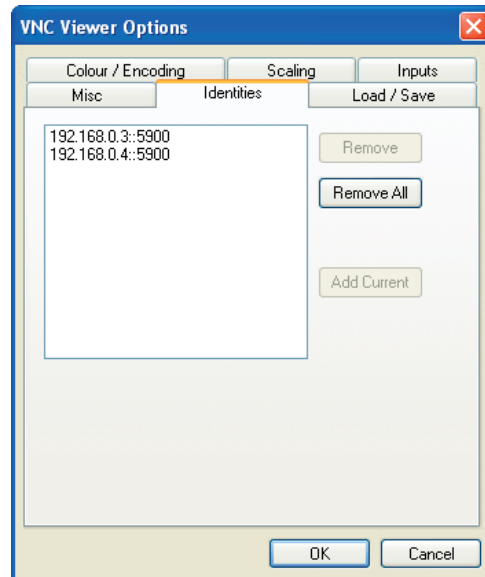 VNC Viewer Options
Colour / Encoding Scaling Inputs
Misc Identities Load / Save
192.168.0.3::5900
192.168.0.4::5900
Remove
Remove All
Add Current
OK Cancel